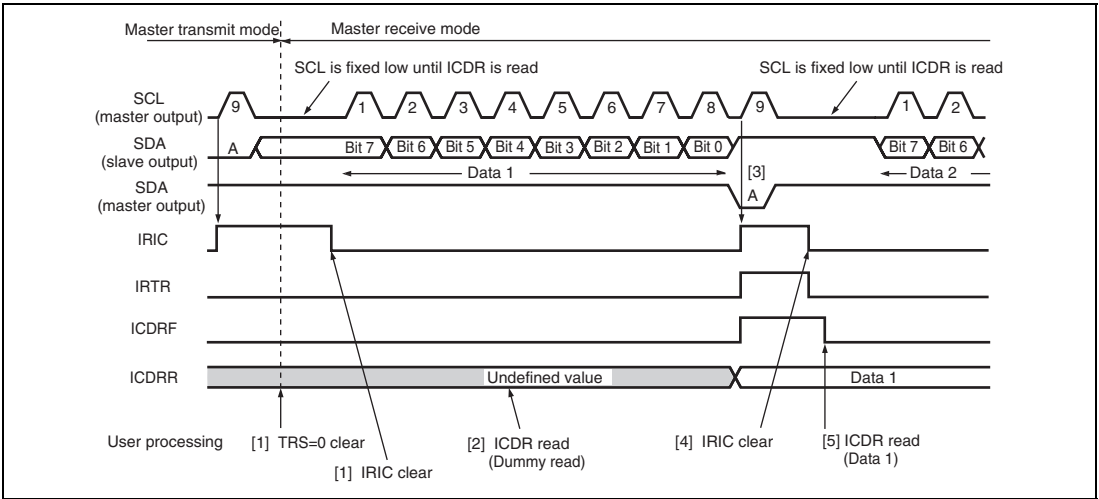 Master transmit mode Master receive mode
SCL is fixed low until ICDR is read SCL is fixed low until ICDR is read
SCL
(master output)
9 1 2 3 4 5 6 7 8 9 1 2
SDA
(slave output)
A Bit 7 Bit 6 Bit 5 Bit 4 Bit 3 Bit 2 Bit 1 Bit 0 Bit 7 Bit 6
Data 1 [3] Data 2
SDA
(master output)
A
IRIC
IRTR
ICDRF
ICDRR Undefined value Data 1
User processing [1] TRS=0 clear
[1] IRIC clear
[2] ICDR read
(Dummy read)
[4] IRIC clear
[5] ICDR read
(Data 1)